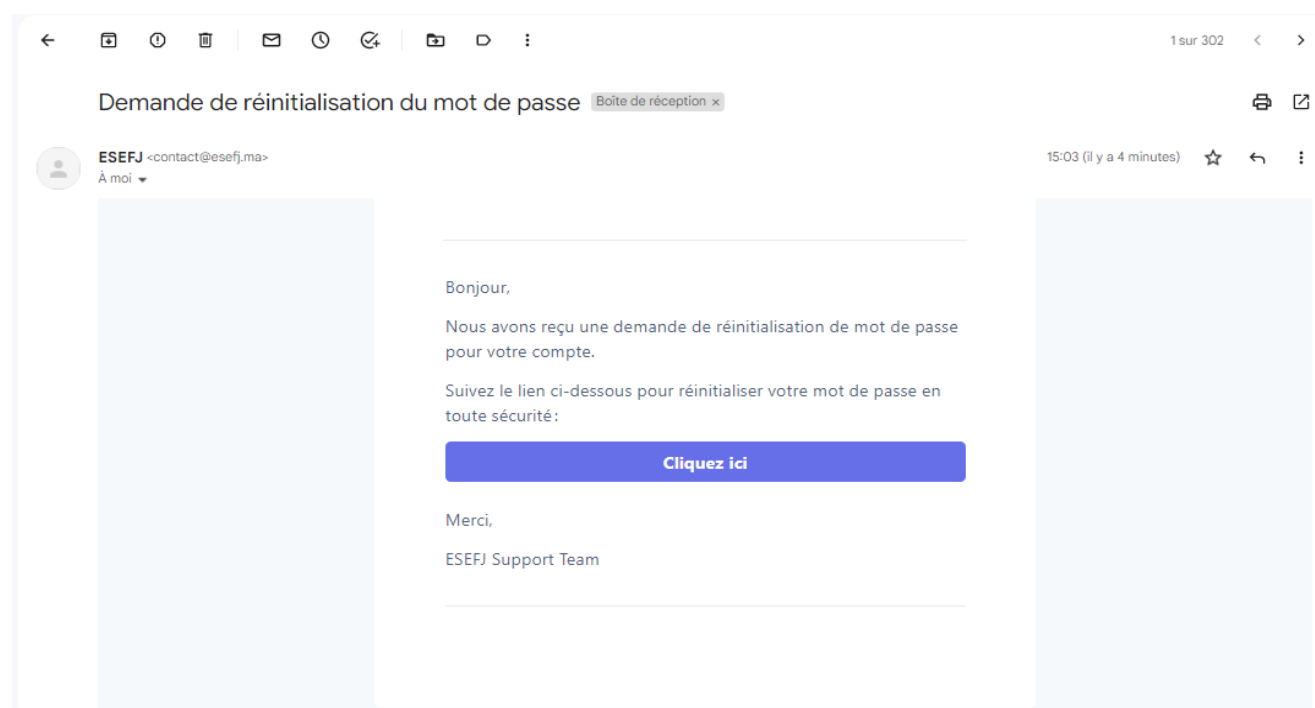 1 sur 302
Demande de réinitialisation du mot de passe Boîte de réception ×
ESEFJ <contact@esefj.ma> 15:03 (il y a 4 minutes)
À moi
Bonjour,
Nous avons reçu une demande de réinitialisation de mot de passe
pour votre compte.
Suivez le lien ci-dessous pour réinitialiser votre mot de passe en
toute sécurité :
Cliquez ici
Merci,
ESEFJ Support Team